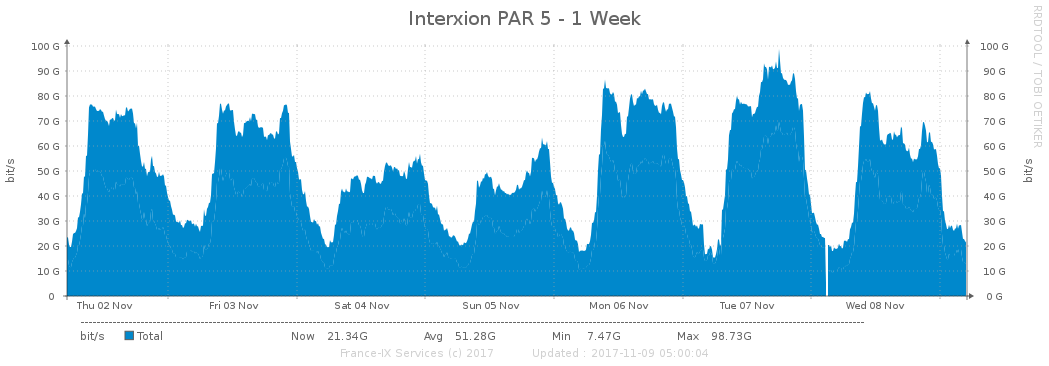 Interxion PAR 5 - 1 Week
RRDTOOL / TOBI OETIKER
bit/s
100 G
90 G
80 G
70 G
60 G
50 G
40 G
30 G
20 G
10 G
0
100 G
90 G
80 G
70 G
60 G
50 G
40 G
30 G
20 G
10 G
0 G
bit/s
Thu 02 Nov Fri 03 Nov Sat 04 Nov Sun 05 Nov Mon 06 Nov Tue 07 Nov Wed 08 Nov
bit/s Total Now 21.34G Avg 51.28G Min 7.47G Max 98.73G
France-IX Services (c) 2017 Updated : 2017-11-09 05:00:04